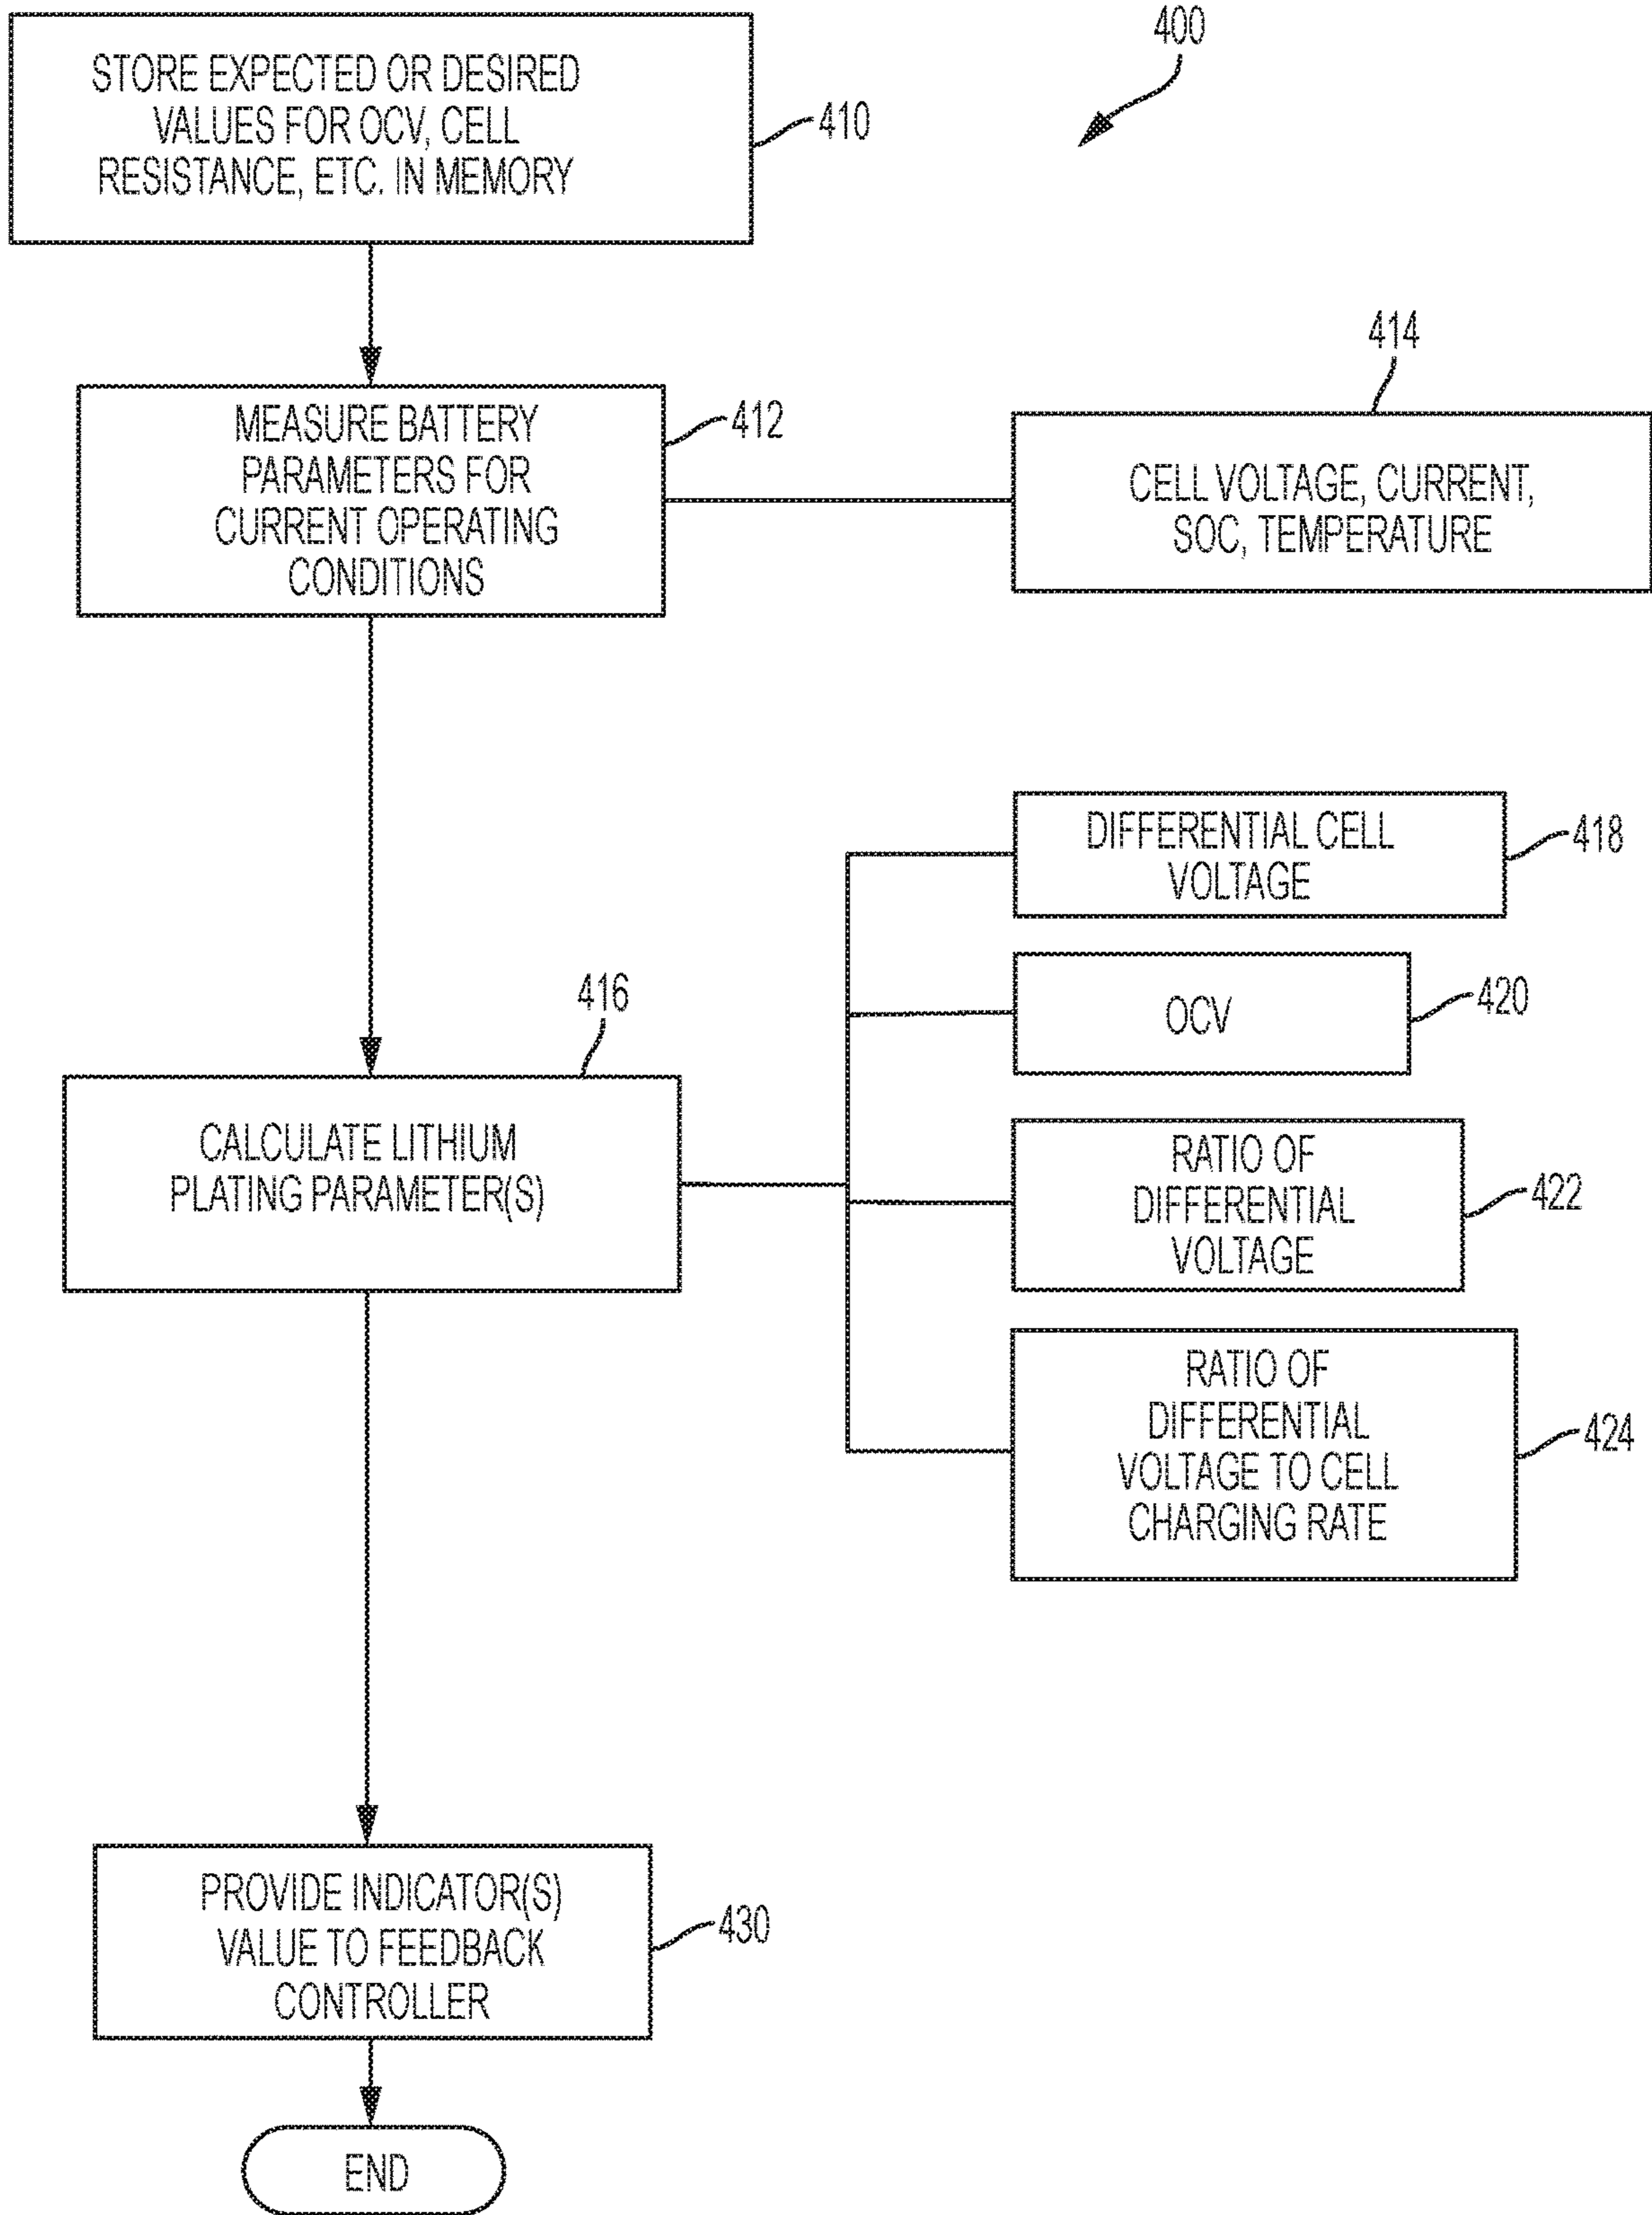 400
STORE EXPECTED OR DESIRED
VALUES FOR OCV, CELL
RESISTANCE, ETC. IN MEMORY
410
MEASURE BATTERY
PARAMETERS FOR
CURRENT OPERATING
CONDITIONS
412
414
CELL VOLTAGE, CURRENT,
SOC, TEMPERATURE
416
CALCULATE LITHIUM
PLATING PARAMETER(S)
DIFFERENTIAL CELL
VOLTAGE
418
OCV
420
RATIO OF
DIFFERENTIAL
VOLTAGE
422
RATIO OF
DIFFERENTIAL
VOLTAGE TO CELL
CHARGING RATE
424
PROVIDE INDICATOR(S)
VALUE TO FEEDBACK
CONTROLLER
430
END